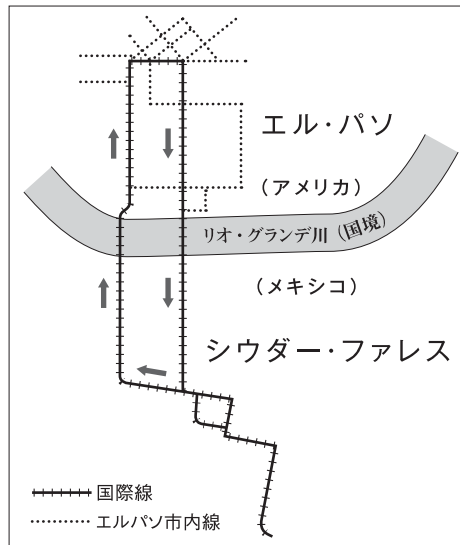 エル・パソ
(アメリカ)
リオ・グランデ川(国境)
(メキシコ)
シウダー・ファレス
国際線
エルパソ市内線